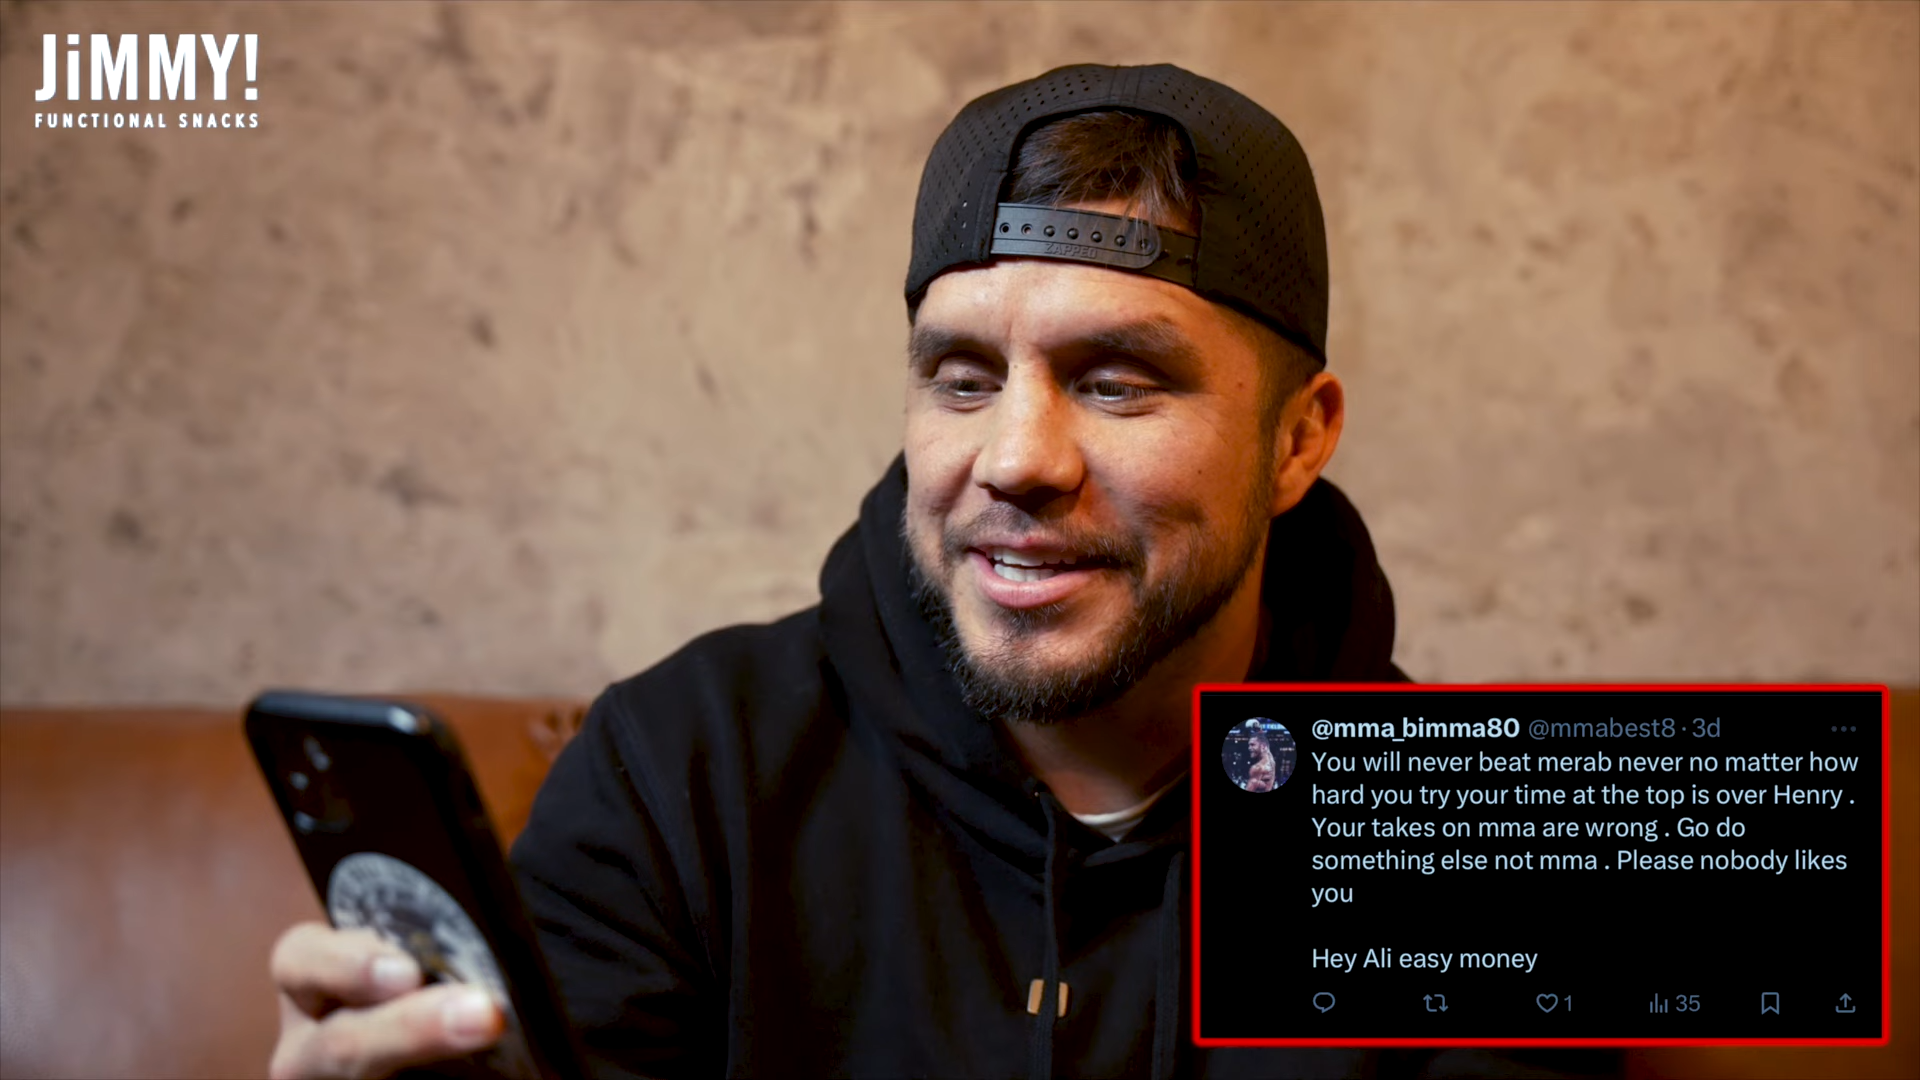 JiMMY!
FUNCTIONAL SNACKS
ZAPPED
@mma_bimma80 @mmabest8 · 3d
You will never beat merab never no matter how
hard you try your time at the top is over Henry .
Your takes on mma are wrong . Go do
something else not mma . Please nobody likes
you
Hey Ali easy money
1
35